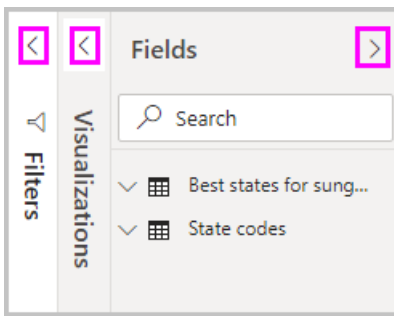 Filters
Visualizations
Fields
Search
Best states for sung...
State codes